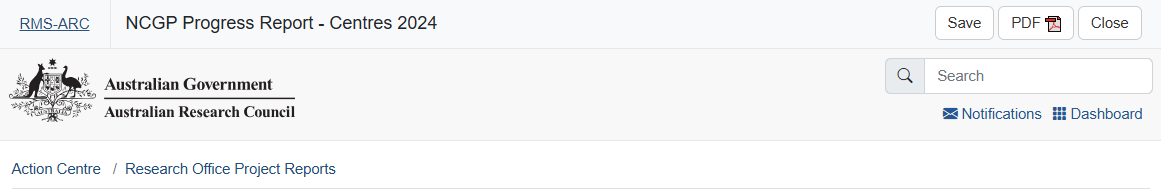 RMS-ARC NCGP Progress Report - Centres 2024 Save PDF Close
Australian Government
Australian Research Council
Search
Notifications Dashboard
Action Centre / Research Office Project Reports